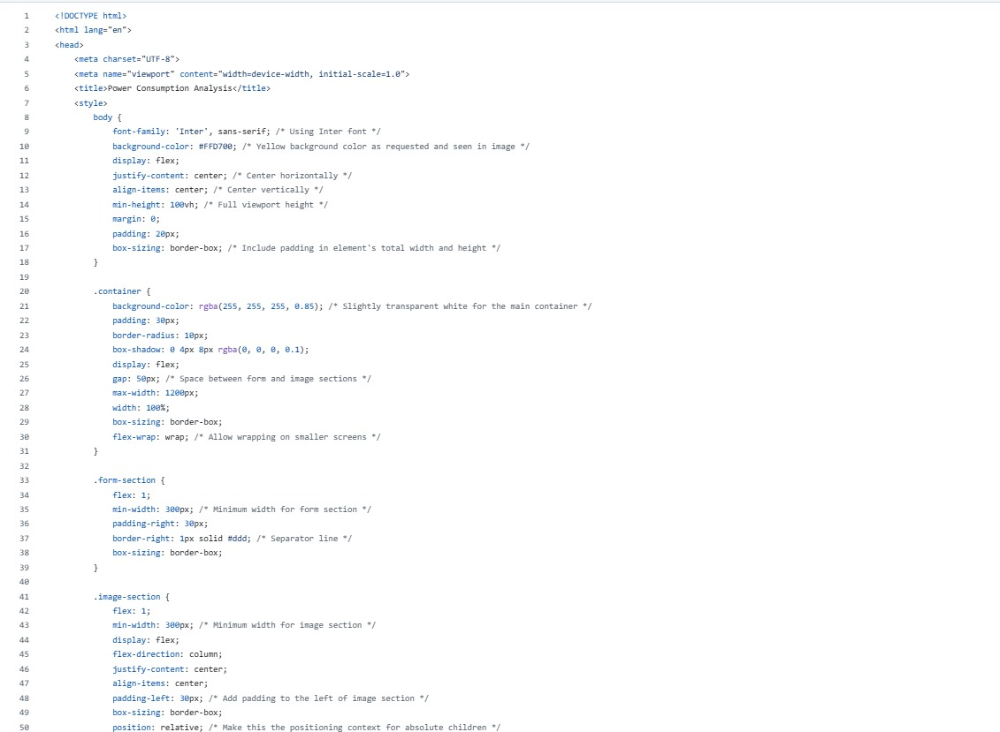 1 <!DOCTYPE html>
2 <html lang="en">
3 <head>
4 <meta charset="UTF-8">
5 <meta name="viewport" content="width=device-width, initial-scale=1.0">
6 <title>Power Consumption Analysis</title>
7 <style>
8 body {
9 font-family: 'Inter', sans-serif; /* Using Inter font */
10 background-color: #FFD700; /* Yellow background color as requested and seen in image */
11 display: flex;
12 justify-content: center; /* Center horizontally */
13 align-items: center; /* Center vertically */
14 min-height: 100vh; /* Full viewport height */
15 margin: 0;
16 padding: 20px;
17 box-sizing: border-box; /* Include padding in element's total width and height */
18 }
19
20 .container {
21 background-color: rgba(255, 255, 255, 0.85); /* Slightly transparent white for the main container */
22 padding: 30px;
23 border-radius: 10px;
24 box-shadow: 0 4px 8px rgba(0, 0, 0, 0.1);
25 display: flex;
26 gap: 50px; /* Space between form and image sections */
27 max-width: 1200px;
28 width: 100%;
29 box-sizing: border-box;
30 flex-wrap: wrap; /* Allow wrapping on smaller screens */
31 }
32
33 .form-section {
34 flex: 1;
35 min-width: 300px; /* Minimum width for form section */
36 padding-right: 30px;
37 border-right: 1px solid #ddd; /* Separator line */
38 box-sizing: border-box;
39 }
40
41 .image-section {
42 flex: 1;
43 min-width: 300px; /* Minimum width for image section */
44 display: flex;
45 flex-direction: column;
46 justify-content: center;
47 align-items: center;
48 padding-left: 30px; /* Add padding to the left of image section */
49 box-sizing: border-box;
50 position: relative; /* Make this the positioning context for absolute children */